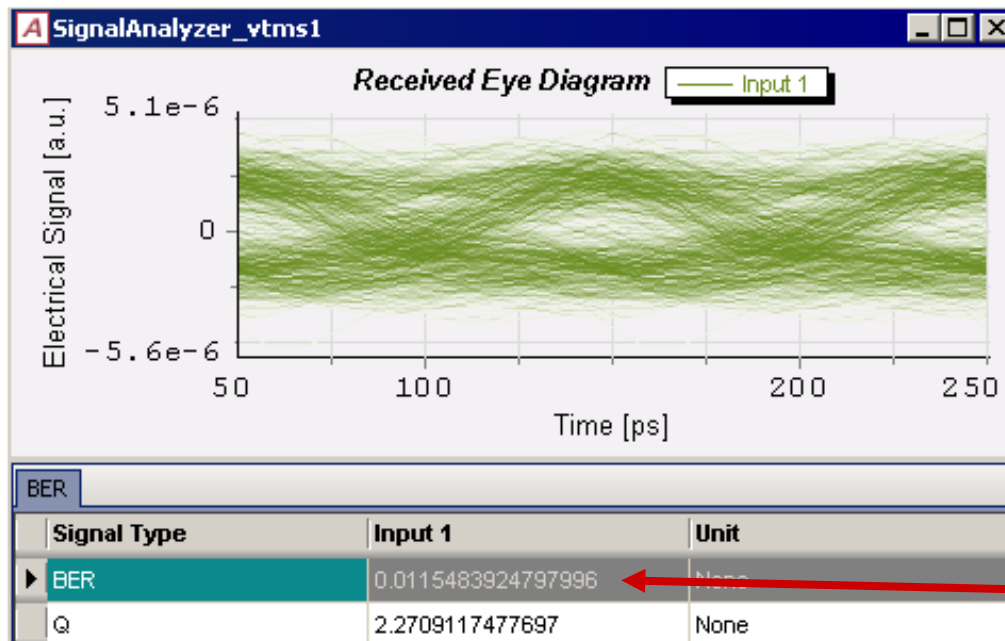 A SignalAnalyzer_vtms1
Received Eye Diagram
Input 1
Electrical Signal [a.u.]
5.1e-6
0
-5.6e-6
50 100 200 250
Time [ps]
BER
Signal Type Input 1 Unit
BER 0.0115483924797996 None
Q 2.2709117477697 None